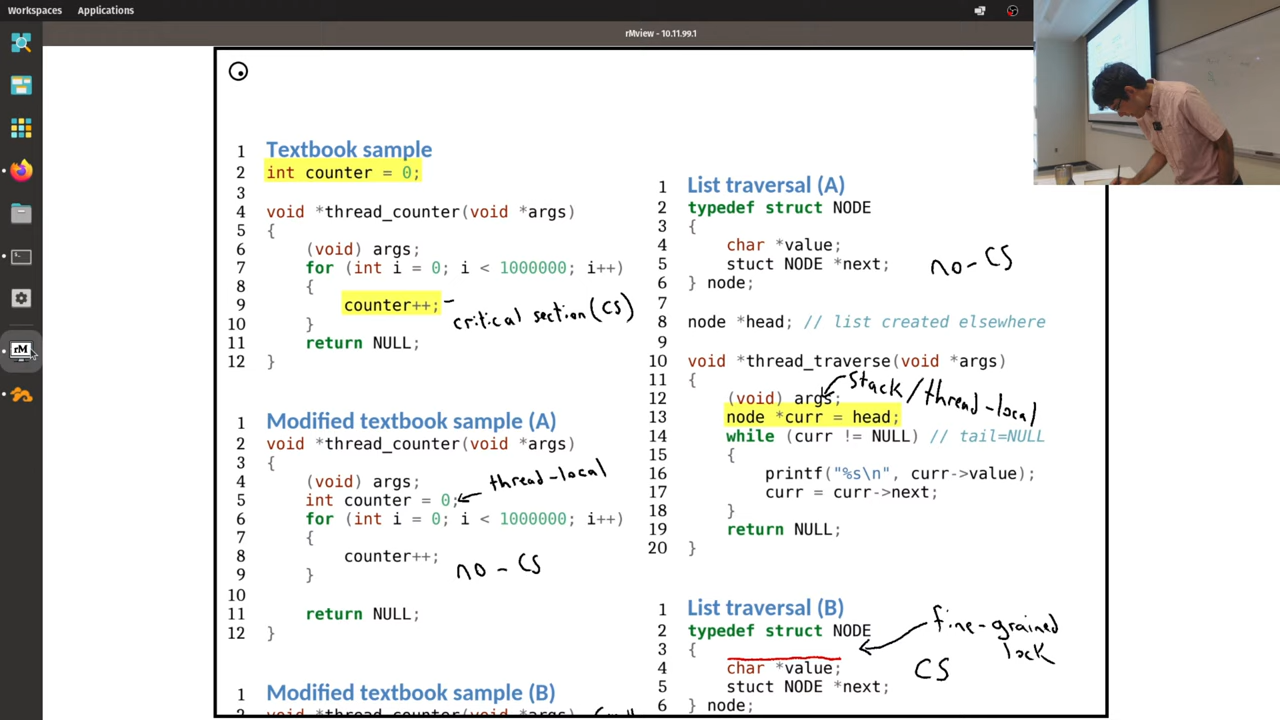 Workspaces Applications
rMview - 10.11.99.1
rM
1 Textbook sample
2 int counter = 0;
3
4 void *thread_counter(void *args)
5 {
6 (void) args;
7 for (int i = 0; i < 1000000; i++)
8 {
9 counter++;
critical section (CS)
10 }
11 return NULL;
12 }
1 Modified textbook sample (A)
2 void *thread_counter(void *args)
3 {
4 (void) args;
thread-local
5 int counter = 0;
6 for (int i = 0; i < 1000000; i++)
7 {
8 counter++;
no - CS
9 }
10
11 return NULL;
12 }
1 Modified textbook sample (B)
2 void *thread_counter(void *args)
1 List traversal (A)
2 typedef struct NODE
3 {
4 char *value;
5 stuct NODE *next;
no-CS
6 } node;
7
8 node *head; // list created elsewhere
9
10 void *thread_traverse(void *args)
11 {
stack/thread-local
12 (void) args;
13 node *curr = head;
14 while (curr != NULL) // tail=NULL
15 {
16 printf("%s\n", curr->value);
17 curr = curr->next;
18 }
19 return NULL;
20 }
1 List traversal (B)
2 typedef struct NODE
fine-grained
lock
3 {
4 char *value;
CS
5 stuct NODE *next;
6 } node;